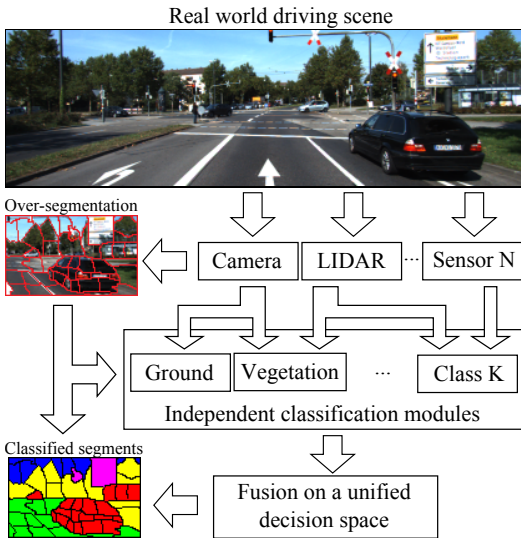 Real world driving scene
Over-segmentation
Camera
LIDAR
...
Sensor N
Ground
Vegetation
...
Class K
Independent classification modules
Classified segments
Fusion on a unified
decision space